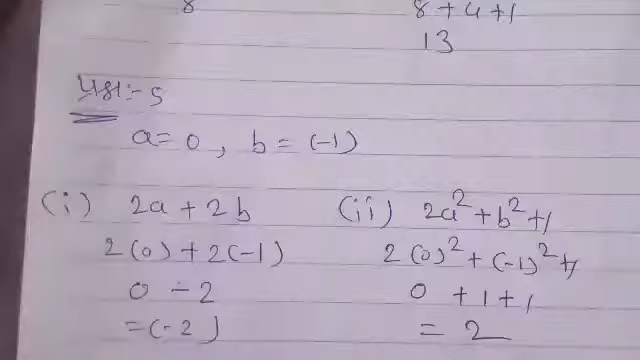 8
8 + 4 + 1
13
प्रश्न:- 5
a = 0 , b = (-1)
(i) 2a + 2b
2(0) + 2(-1)
0 - 2
= (-2)
(ii) 2a² + b² + 1
2(0)² + (-1)² + 1
0 + 1 + 1
= 2